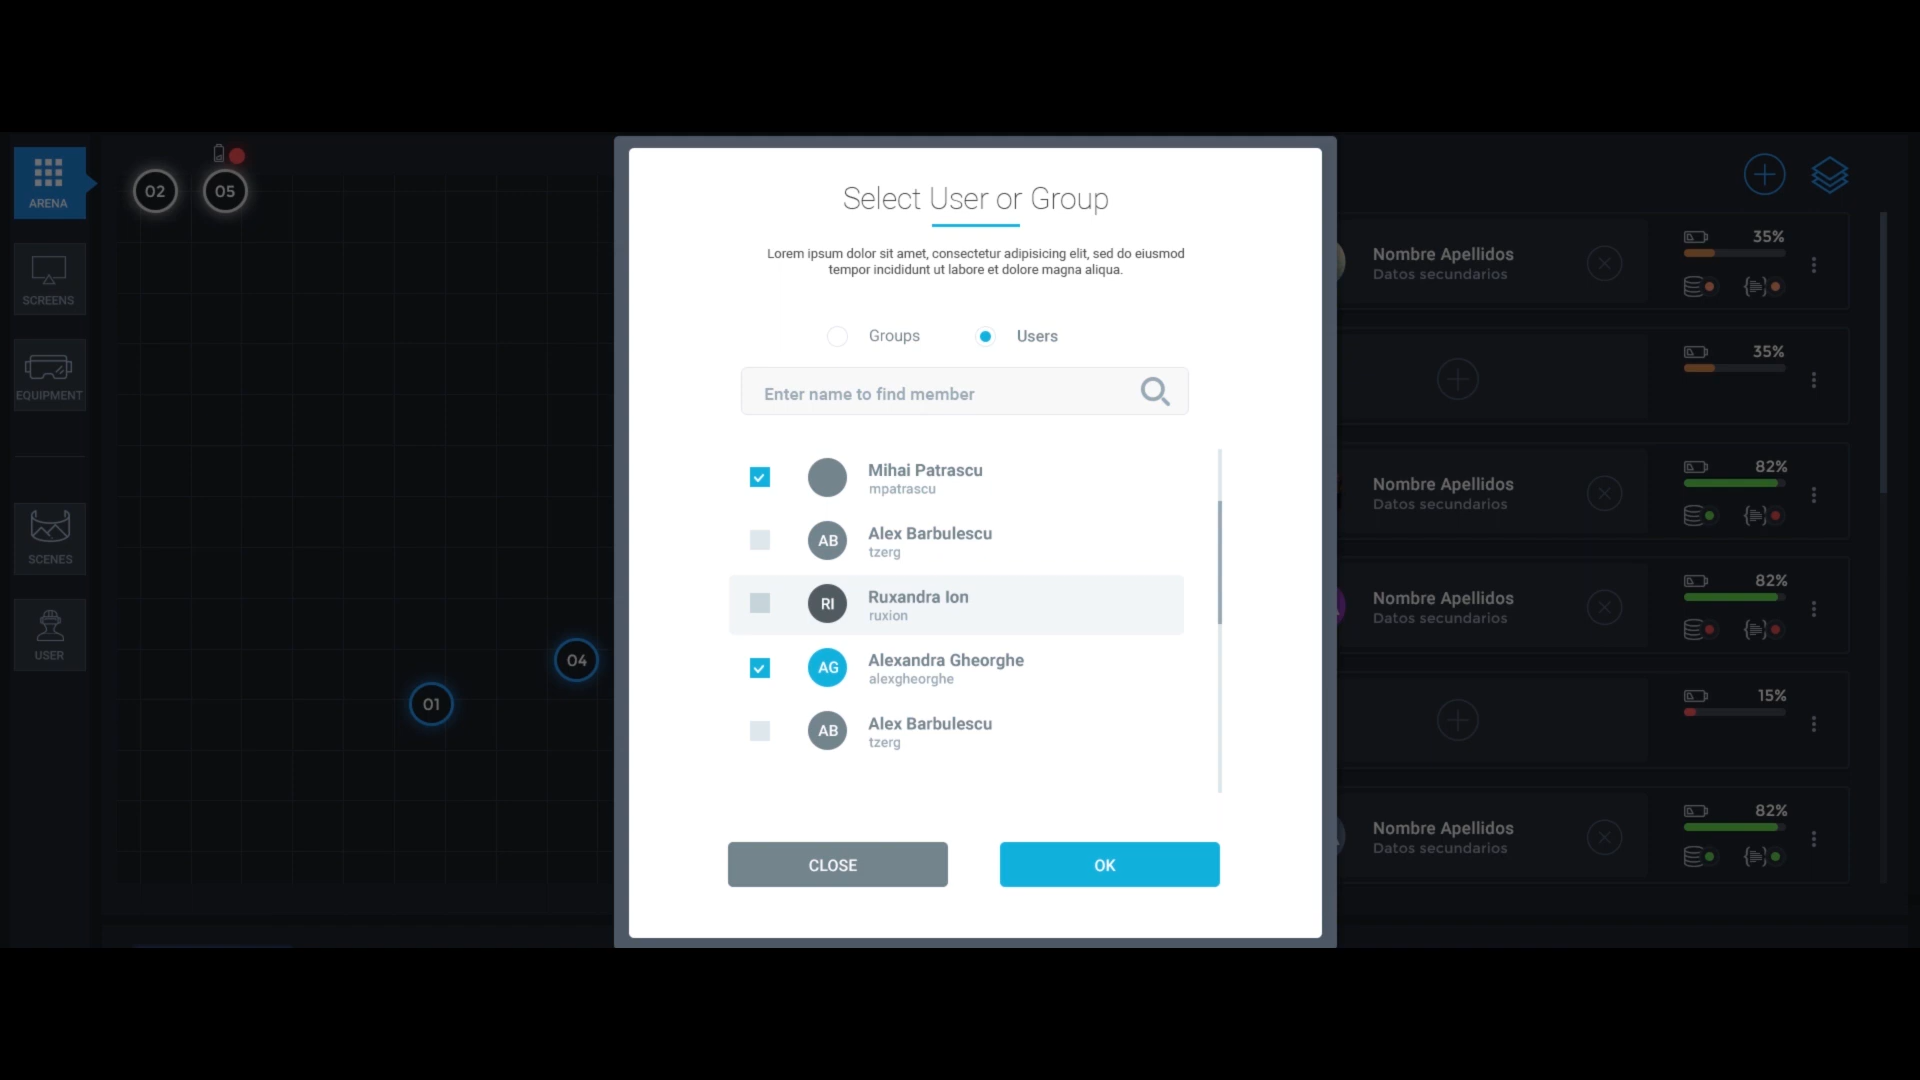 ARENA
SCREENS
EQUIPMENT
SCENES
USER
02
05
01
04
Select User or Group
Lorem ipsum dolor sit amet, consectetur adipisicing elit, sed do eiusmod
tempor incididunt ut labore et dolore magna aliqua.
Groups
Users
Enter name to find member
Mihai Patrascu
mpatrascu
AB
Alex Barbulescu
tzerg
RI
Ruxandra Ion
ruxion
AG
Alexandra Gheorghe
alexgheorghe
AB
Alex Barbulescu
tzerg
CLOSE
OK
Nombre Apellidos
Datos secundarios
35%
35%
Nombre Apellidos
Datos secundarios
82%
Nombre Apellidos
Datos secundarios
82%
15%
Nombre Apellidos
Datos secundarios
82%